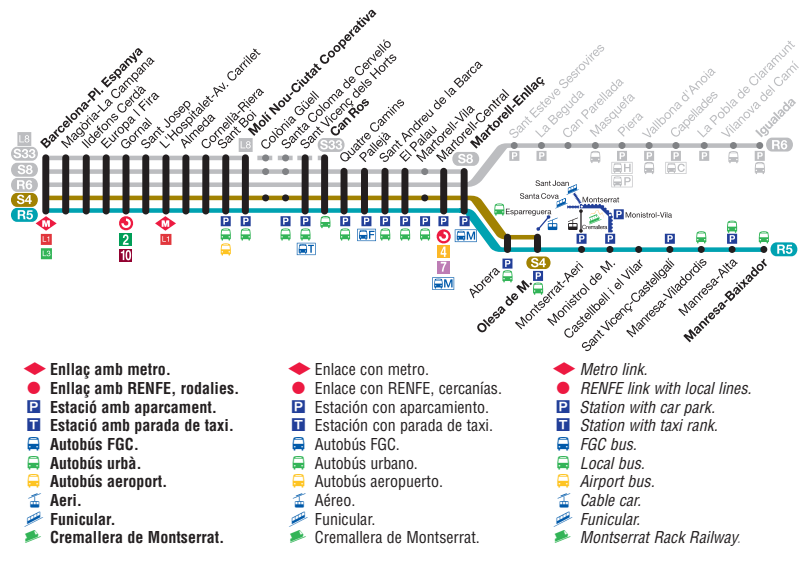 L8
S33
S8
R6
S4
R5
Barcelona-Pl. Espanya
Magòria-La Campana
Ildefons Cerdà
Europa | Fira
Gornal
Sant Josep
L'Hospitalet-Av. Carrilet
Almeda
Cornellà-Riera
Sant Boi
Molí Nou-Ciutat Cooperativa
L8
Colònia Güell
Santa Coloma de Cervelló
Sant Vicenç dels Horts
Can Ros
S33
Quatre Camins
Pallejà
Sant Andreu de la Barca
El Palau
Martorell-Vila
Martorell-Central
Martorell-Enllaç
S8
Sant Esteve Sesrovires
La Beguda
Can Parellada
Masquefa
Piera
Vallbona d'Anoia
Capellades
La Pobla de Claramunt
Vilanova del Camí
Igualada
R6
P P P P P P P P
H
P
C
M
L1
L3
2
10
M
L1
P P P P P P P P P P P
T
F
4
7
M
M
Sant Joan
Santa Cova
Montserrat
Esparreguera
P
Monistrol-Vila
Cremallera
S4
R5
P P P P P P
Abrera
Olesa de M.
Montserrat-Aeri
Monistrol de M.
Castellbell i el Vilar
Sant Vicenç-Castellgalí
Manresa-Viladordis
Manresa-Alta
Manresa-Baixador
Enllaç amb metro.
Enllaç amb RENFE, rodalies.
P Estació amb aparcament.
T Estació amb parada de taxi.
Autobús FGC.
Autobús urbà.
Autobús aeroport.
Aeri.
Funicular.
Cremallera de Montserrat.
Enlace con metro.
Enlace con RENFE, cercanías.
P Estación con aparcamiento.
T Estación con parada de taxi.
Autobús FGC.
Autobús urbano.
Autobús aeropuerto.
Aéreo.
Funicular.
Cremallera de Montserrat.
Metro link.
RENFE link with local lines.
P Station with car park.
T Station with taxi rank.
FGC bus.
Local bus.
Airport bus.
Cable car.
Funicular.
Montserrat Rack Railway.